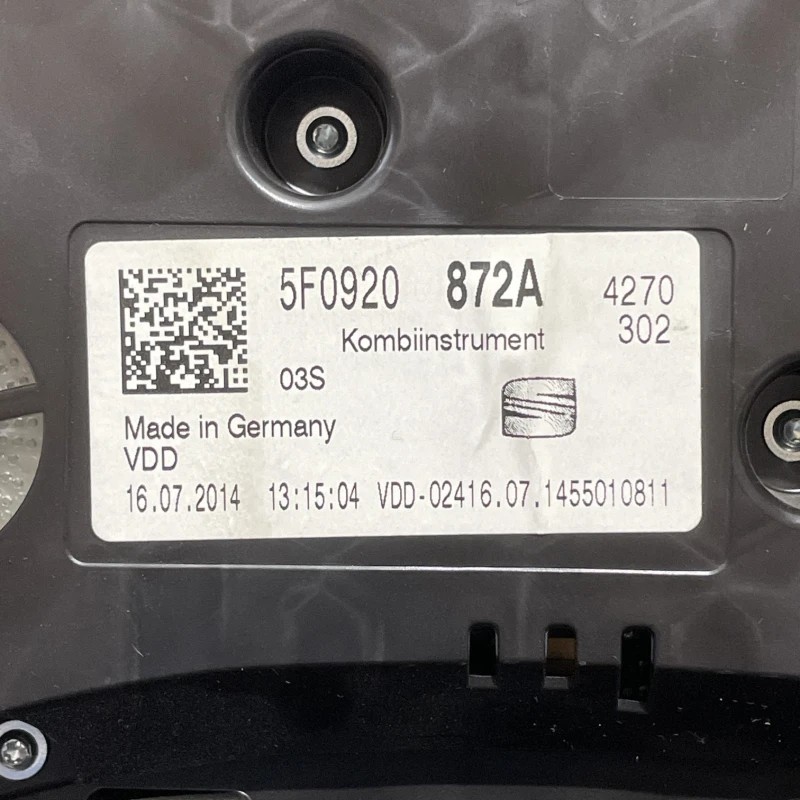 5F0920 872A 4270
Kombiinstrument 302
03S
Made in Germany
VDD
16.07.2014 13:15:04 VDD-02416.07.1455010811